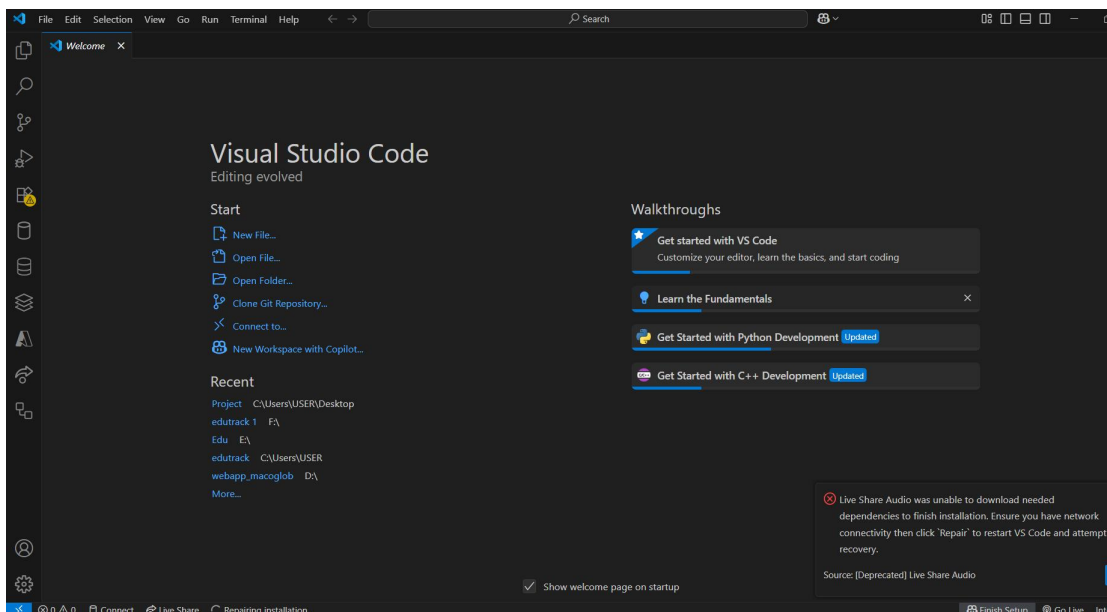 File Edit Selection View Go Run Terminal Help Search
Welcome
Visual Studio Code
Editing evolved
Start
New File...
Open File...
Open Folder...
Clone Git Repository...
Connect to...
New Workspace with Copilot...
Recent
Project C:\Users\USER\Desktop
edutrack 1 F:\
Edu E:\
edutrack C:\Users\USER
webapp_macoglob D:\
More...
Walkthroughs
Get started with VS Code
Customize your editor, learn the basics, and start coding
Learn the Fundamentals
Get Started with Python Development Updated
Get Started with C++ Development Updated
Live Share Audio was unable to download needed
dependencies to finish installation. Ensure you have network
connectivity then click `Repair` to restart VS Code and attempt
recovery.
Source: [Deprecated] Live Share Audio
Show welcome page on startup
0 0 Connect Live Share Repairing installation Finish Setup Go Live